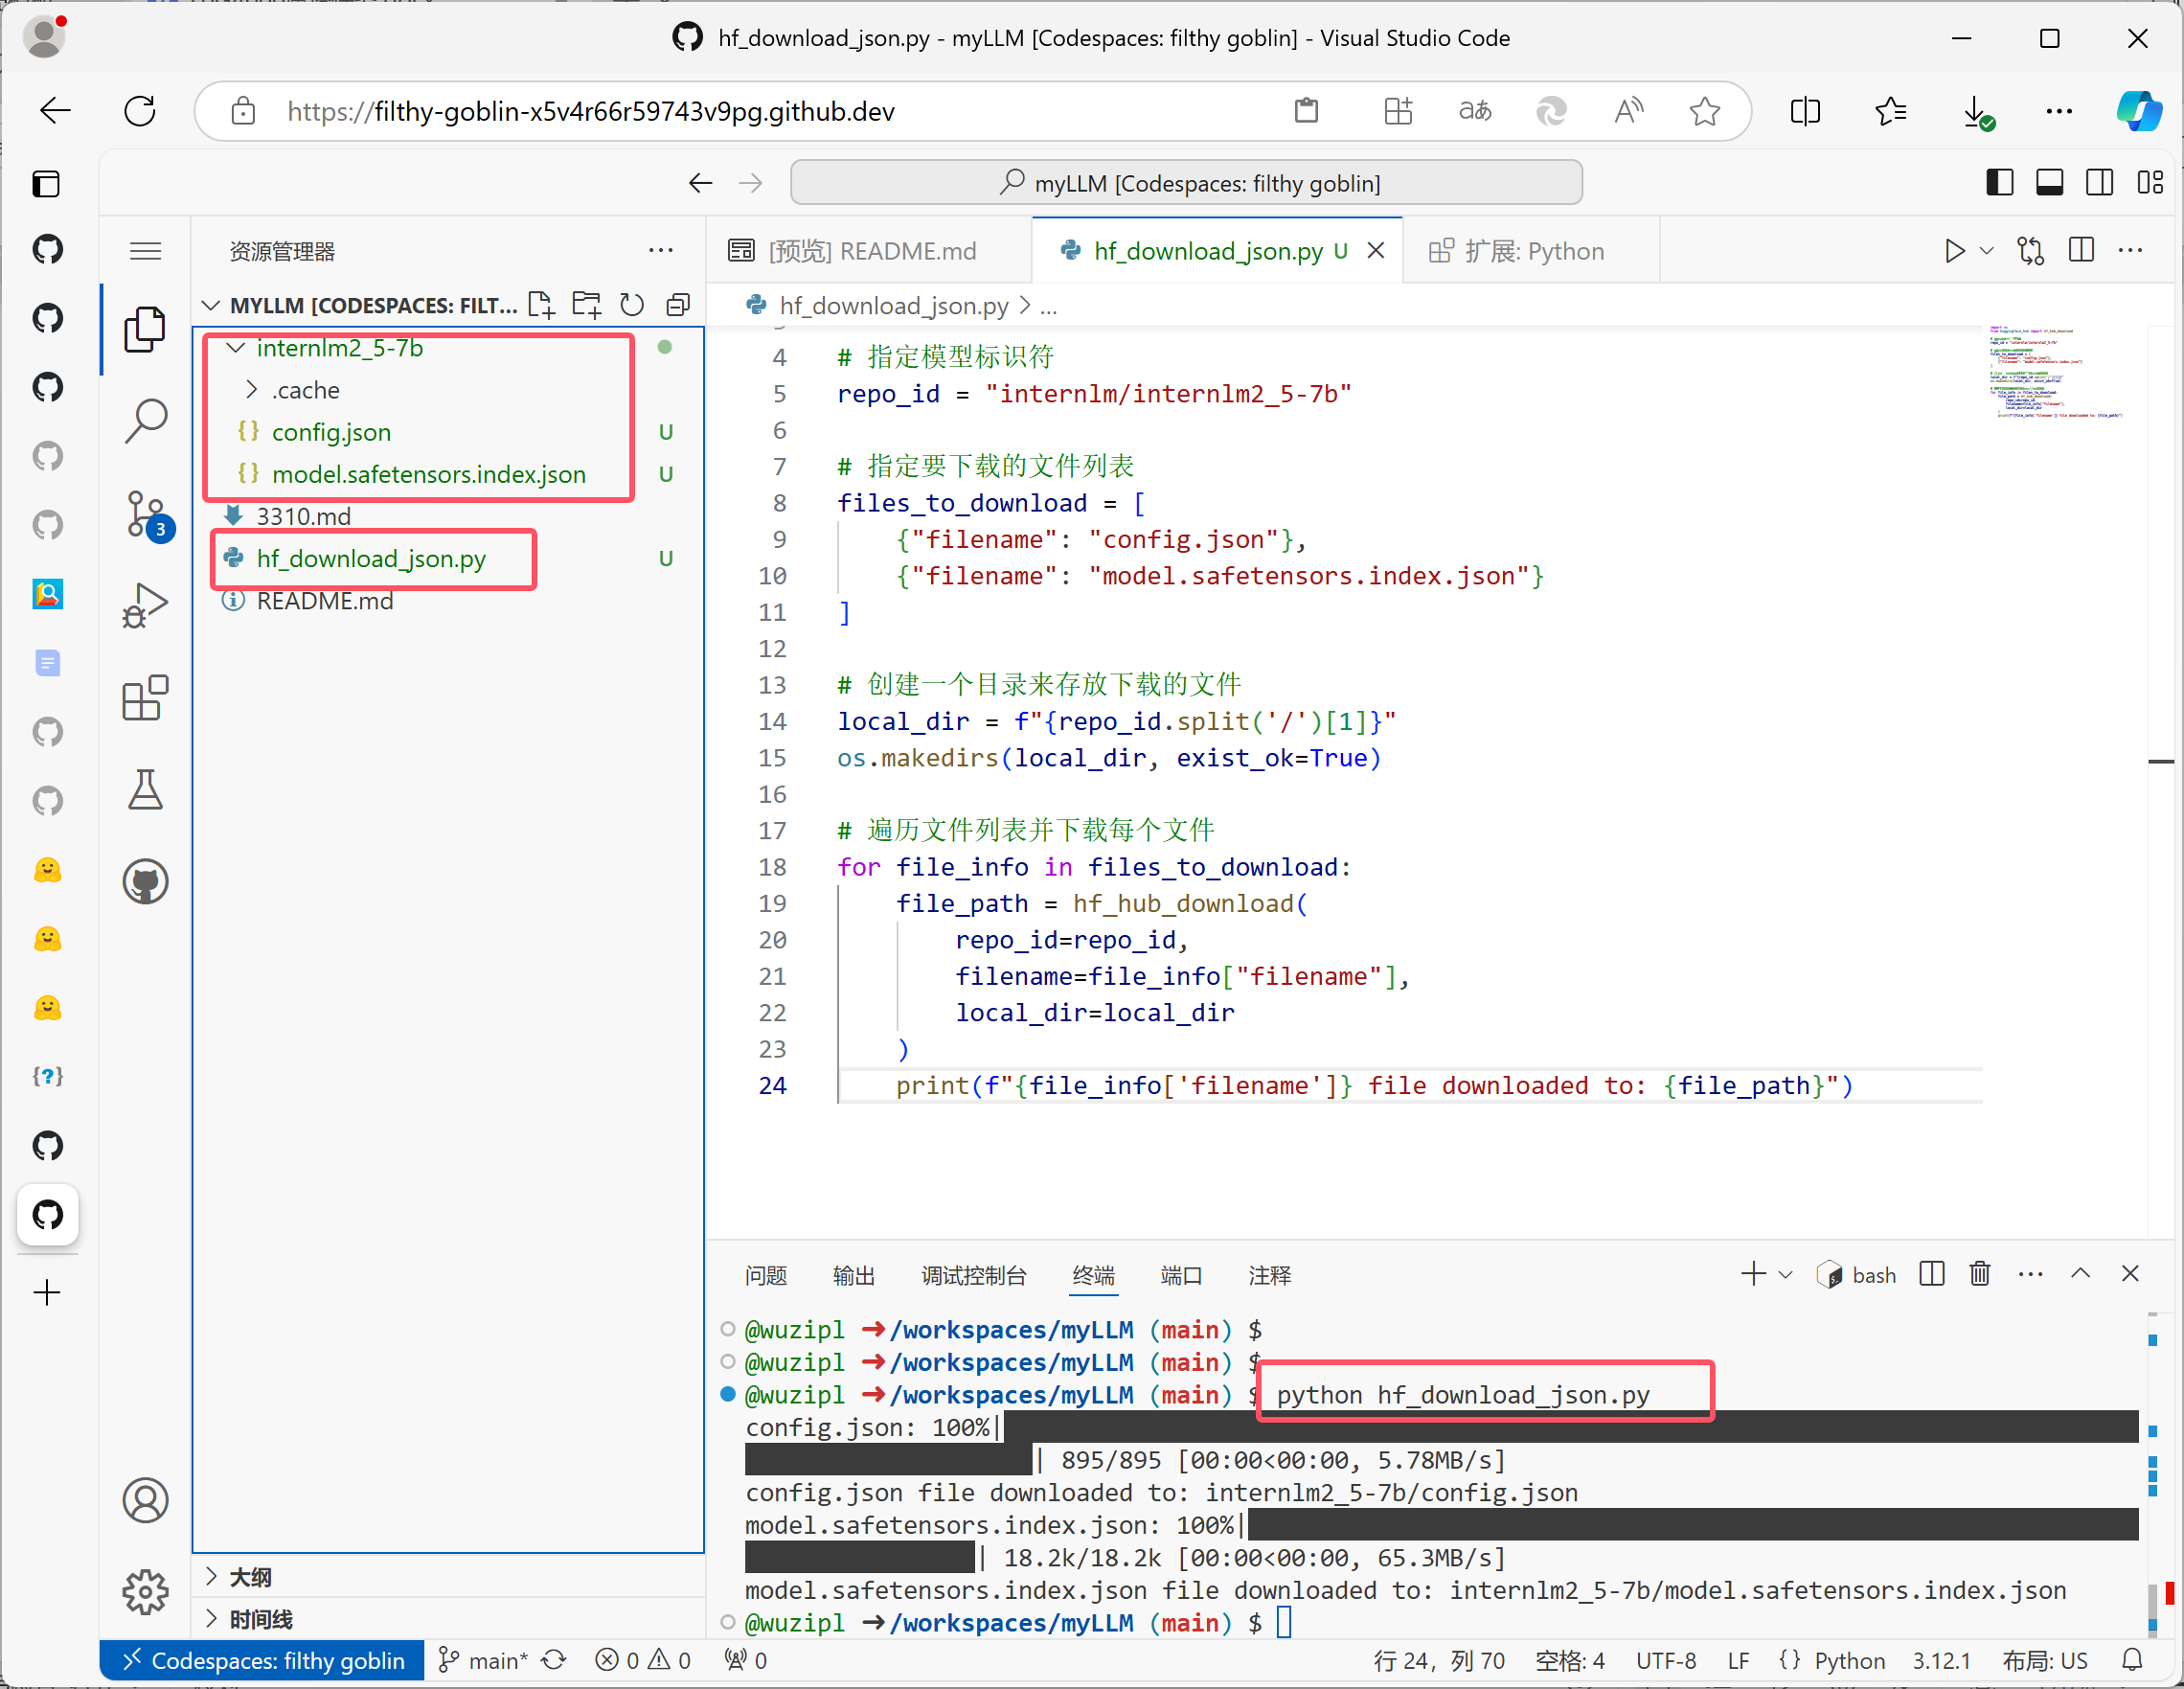 hf_download_json.py - myLLM [Codespaces: filthy goblin] - Visual Studio Code
https://filthy-goblin-x5v4r66r59743v9pg.github.dev
myLLM [Codespaces: filthy goblin]
资源管理器
[预览] README.md
hf_download_json.py U
扩展: Python
MYLLM [CODESPACES: FILT...
hf_download_json.py > ...
internlm2_5-7b
.cache
config.json U
model.safetensors.index.json U
3310.md
hf_download_json.py U
README.md
3
4 # 指定模型标识符
5 repo_id = "internlm/internlm2_5-7b"
6
7 # 指定要下载的文件列表
8 files_to_download = [
9     {"filename": "config.json"},
10     {"filename": "model.safetensors.index.json"}
11 ]
12
13 # 创建一个目录来存放下载的文件
14 local_dir = f"{repo_id.split('/')[1]}"
15 os.makedirs(local_dir, exist_ok=True)
16
17 # 遍历文件列表并下载每个文件
18 for file_info in files_to_download:
19     file_path = hf_hub_download(
20         repo_id=repo_id,
21         filename=file_info["filename"],
22         local_dir=local_dir
23     )
24     print(f"{file_info['filename']} file downloaded to: {file_path}")
问题 输出 调试控制台 终端 端口 注释
bash
@wuzipl ➜ /workspaces/myLLM (main) $
@wuzipl ➜ /workspaces/myLLM (main) $
@wuzipl ➜ /workspaces/myLLM (main) $ python hf_download_json.py
config.json: 100%|
| 895/895 [00:00<00:00, 5.78MB/s]
config.json file downloaded to: internlm2_5-7b/config.json
model.safetensors.index.json: 100%|
| 18.2k/18.2k [00:00<00:00, 65.3MB/s]
model.safetensors.index.json file downloaded to: internlm2_5-7b/model.safetensors.index.json
@wuzipl ➜ /workspaces/myLLM (main) $
大纲
时间线
Codespaces: filthy goblin main* 0 0 0 行 24, 列 70 空格: 4 UTF-8 LF {} Python 3.12.1 布局: US